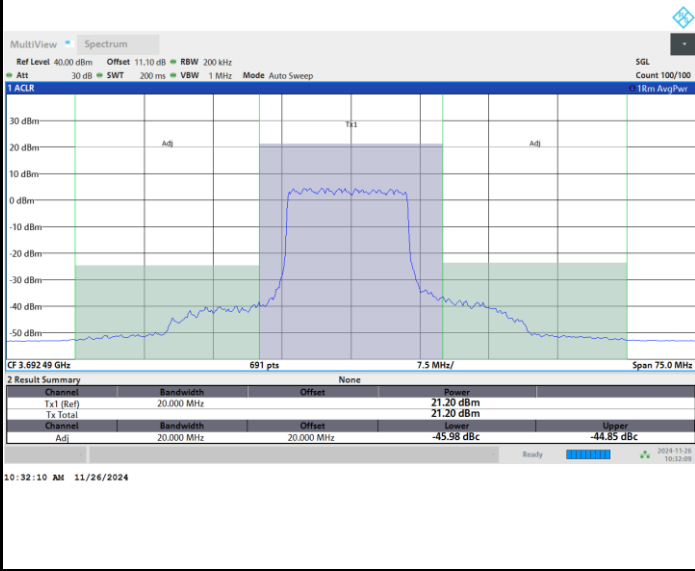 MultiView Spectrum
Ref Level 40.00 dBm Offset 11.10 dB RBW 200 kHz SGL
Att 30 dB SWT 200 ms VBW 1 MHz Mode Auto Sweep Count 100/100
1 ACLR 1Rm AvgPwr
30 dBm
Tx1
20 dBm
Adj Adj
10 dBm
0 dBm
-10 dBm
-20 dBm
-30 dBm
-40 dBm
-50 dBm
CF 3.692 49 GHz 691 pts 7.5 MHz/ Span 75.0 MHz
2 Result Summary None
Channel Bandwidth Offset Power
Tx1 (Ref) 20.000 MHz 21.20 dBm
Tx Total 21.20 dBm
Channel Bandwidth Offset Lower Upper
Adj 20.000 MHz 20.000 MHz -45.98 dBc -44.85 dBc
Ready 2024-11-26
10:32:09
10:32:10 AM 11/26/2024